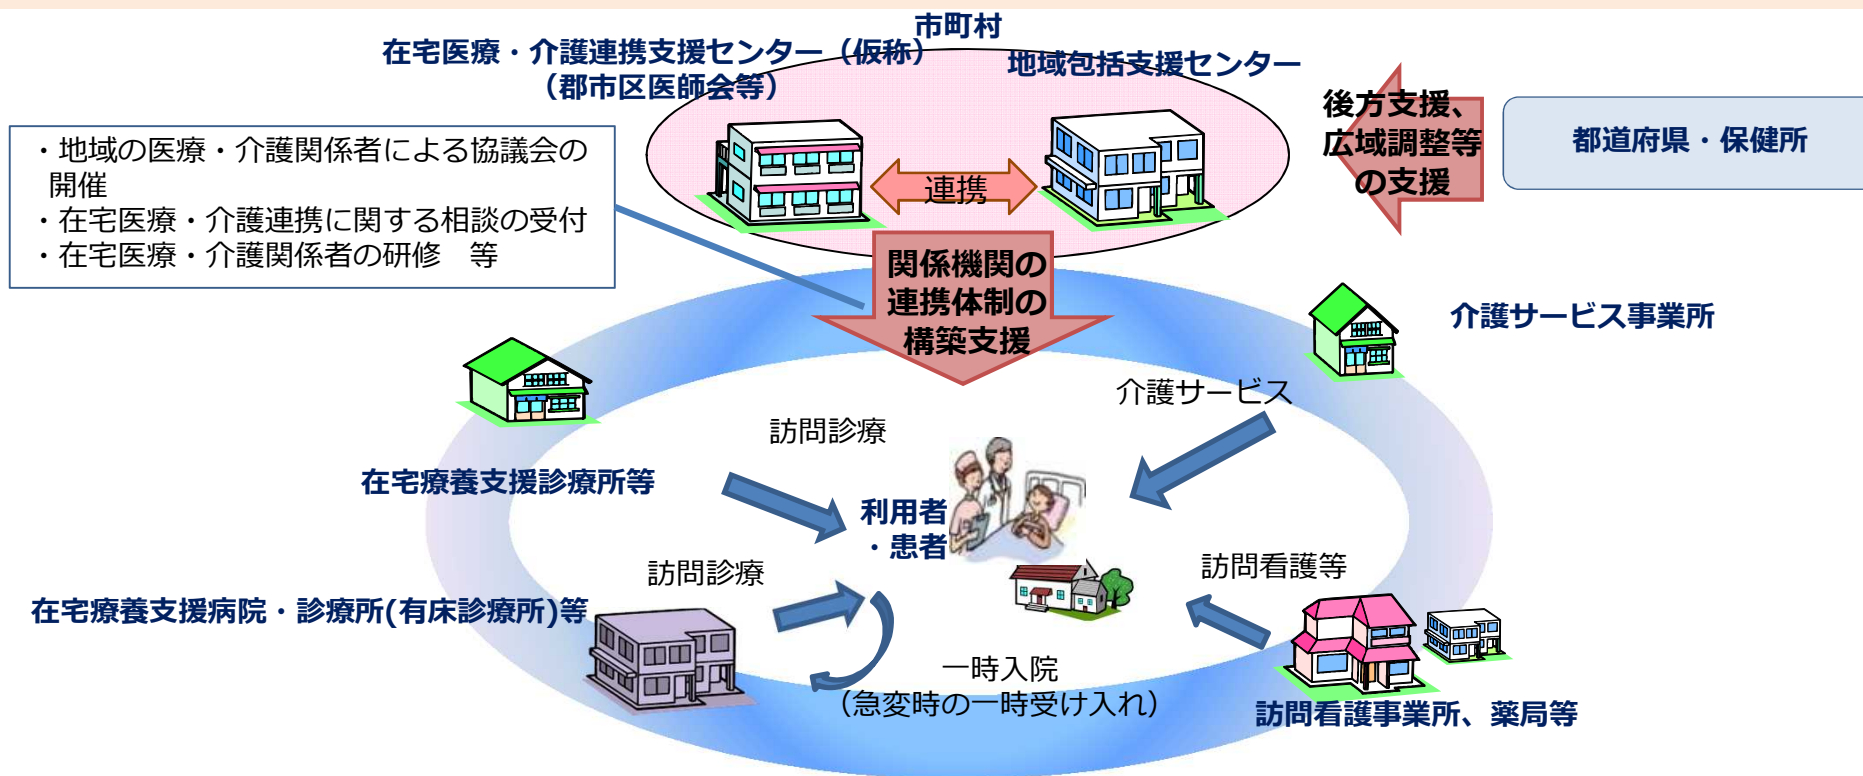 市町村
在宅医療・介護連携支援センター（仮称）
（郡市区医師会等）
地域包括支援センター
後方支援、
広域調整等
の支援
都道府県・保健所
・地域の医療・介護関係者による協議会の
開催
・在宅医療・介護連携に関する相談の受付
・在宅医療・介護関係者の研修　等
連携
関係機関の
連携体制の
構築支援
介護サービス事業所
介護サービス
訪問診療
在宅療養支援診療所等
利用者
・患者
訪問診療
訪問看護等
在宅療養支援病院・診療所(有床診療所)等
一時入院
（急変時の一時受け入れ）
訪問看護事業所、薬局等